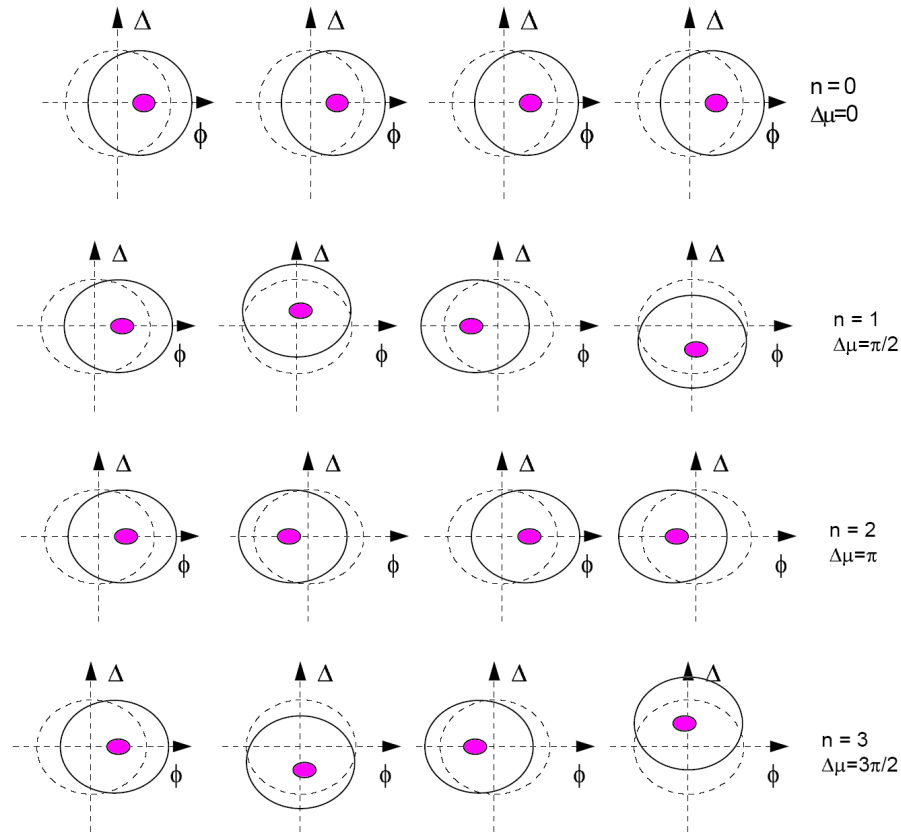 Δ Δ Δ Δ
n = 0
Δμ=0
ϕ ϕ ϕ ϕ
Δ Δ Δ Δ
n = 1
Δμ=π/2
ϕ ϕ ϕ ϕ
Δ Δ Δ Δ
n = 2
Δμ=π
ϕ ϕ ϕ ϕ
Δ Δ Δ Δ
n = 3
Δμ=3π/2
ϕ ϕ ϕ ϕ